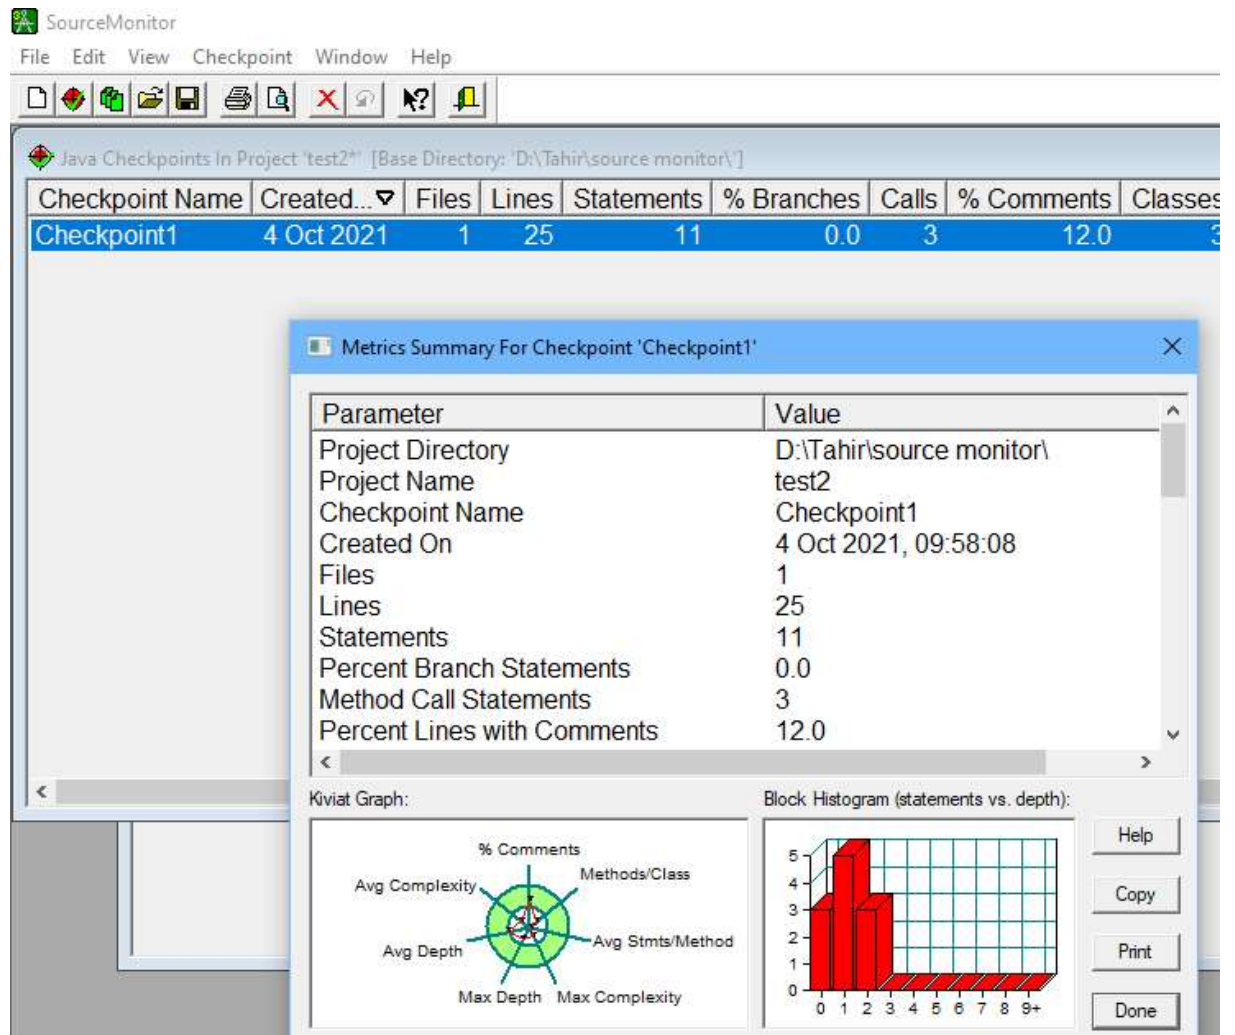 SourceMonitor
File Edit View Checkpoint Window Help
Java Checkpoints In Project 'test2*' [Base Directory: 'D:\Tahir\source monitor\']
Checkpoint Name Created... Files Lines Statements % Branches Calls % Comments Classes
Checkpoint1 4 Oct 2021 1 25 11 0.0 3 12.0 3
Metrics Summary For Checkpoint 'Checkpoint1'
Parameter Value
Project Directory D:\Tahir\source monitor\
Project Name test2
Checkpoint Name Checkpoint1
Created On 4 Oct 2021, 09:58:08
Files 1
Lines 25
Statements 11
Percent Branch Statements 0.0
Method Call Statements 3
Percent Lines with Comments 12.0
Kiviat Graph: Block Histogram (statements vs. depth):
% Comments
Methods/Class
Avg Complexity
Avg Stmts/Method
Avg Depth
Max Depth Max Complexity
5
4
3
2
1
0
0 1 2 3 4 5 6 7 8 9+
Help
Copy
Print
Done